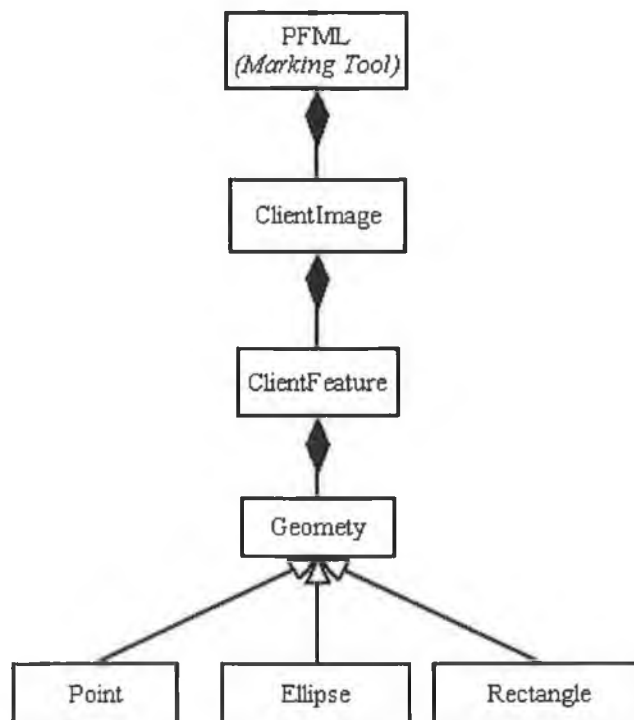 PFML
(Marking Tool)
ClientImage
ClientFeature
Geomety
Point
Ellipse
Rectangle